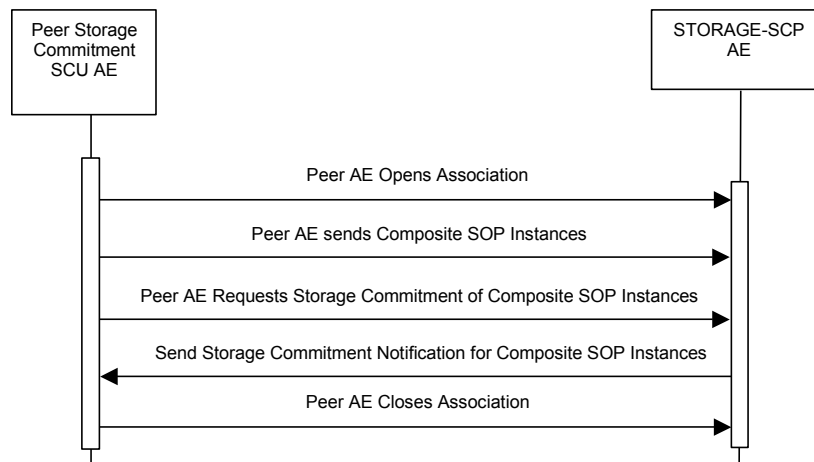 Peer Storage
Commitment
SCU AE
STORAGE-SCP
AE
Peer AE Opens Association
Peer AE sends Composite SOP Instances
Peer AE Requests Storage Commitment of Composite SOP Instances
Send Storage Commitment Notification for Composite SOP Instances
Peer AE Closes Association